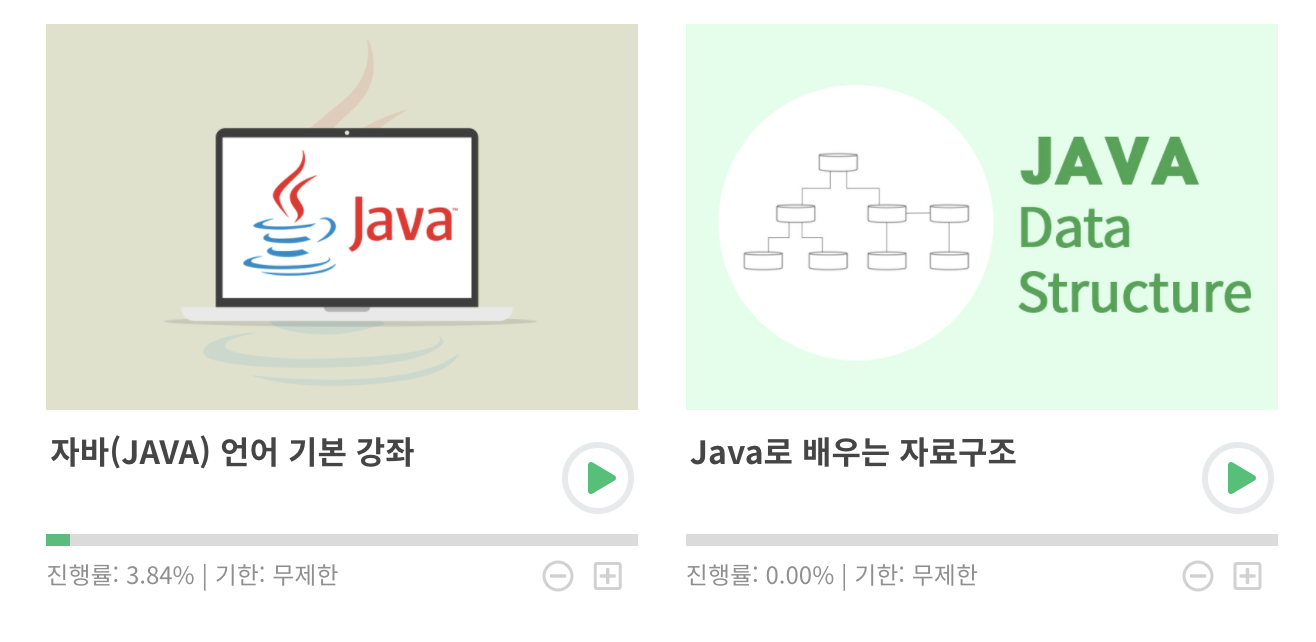 Java™
JAVA
Data
Structure
자바(JAVA) 언어 기본 강좌
Java로 배우는 자료구조
진행률: 3.84% | 기한: 무제한
진행률: 0.00% | 기한: 무제한